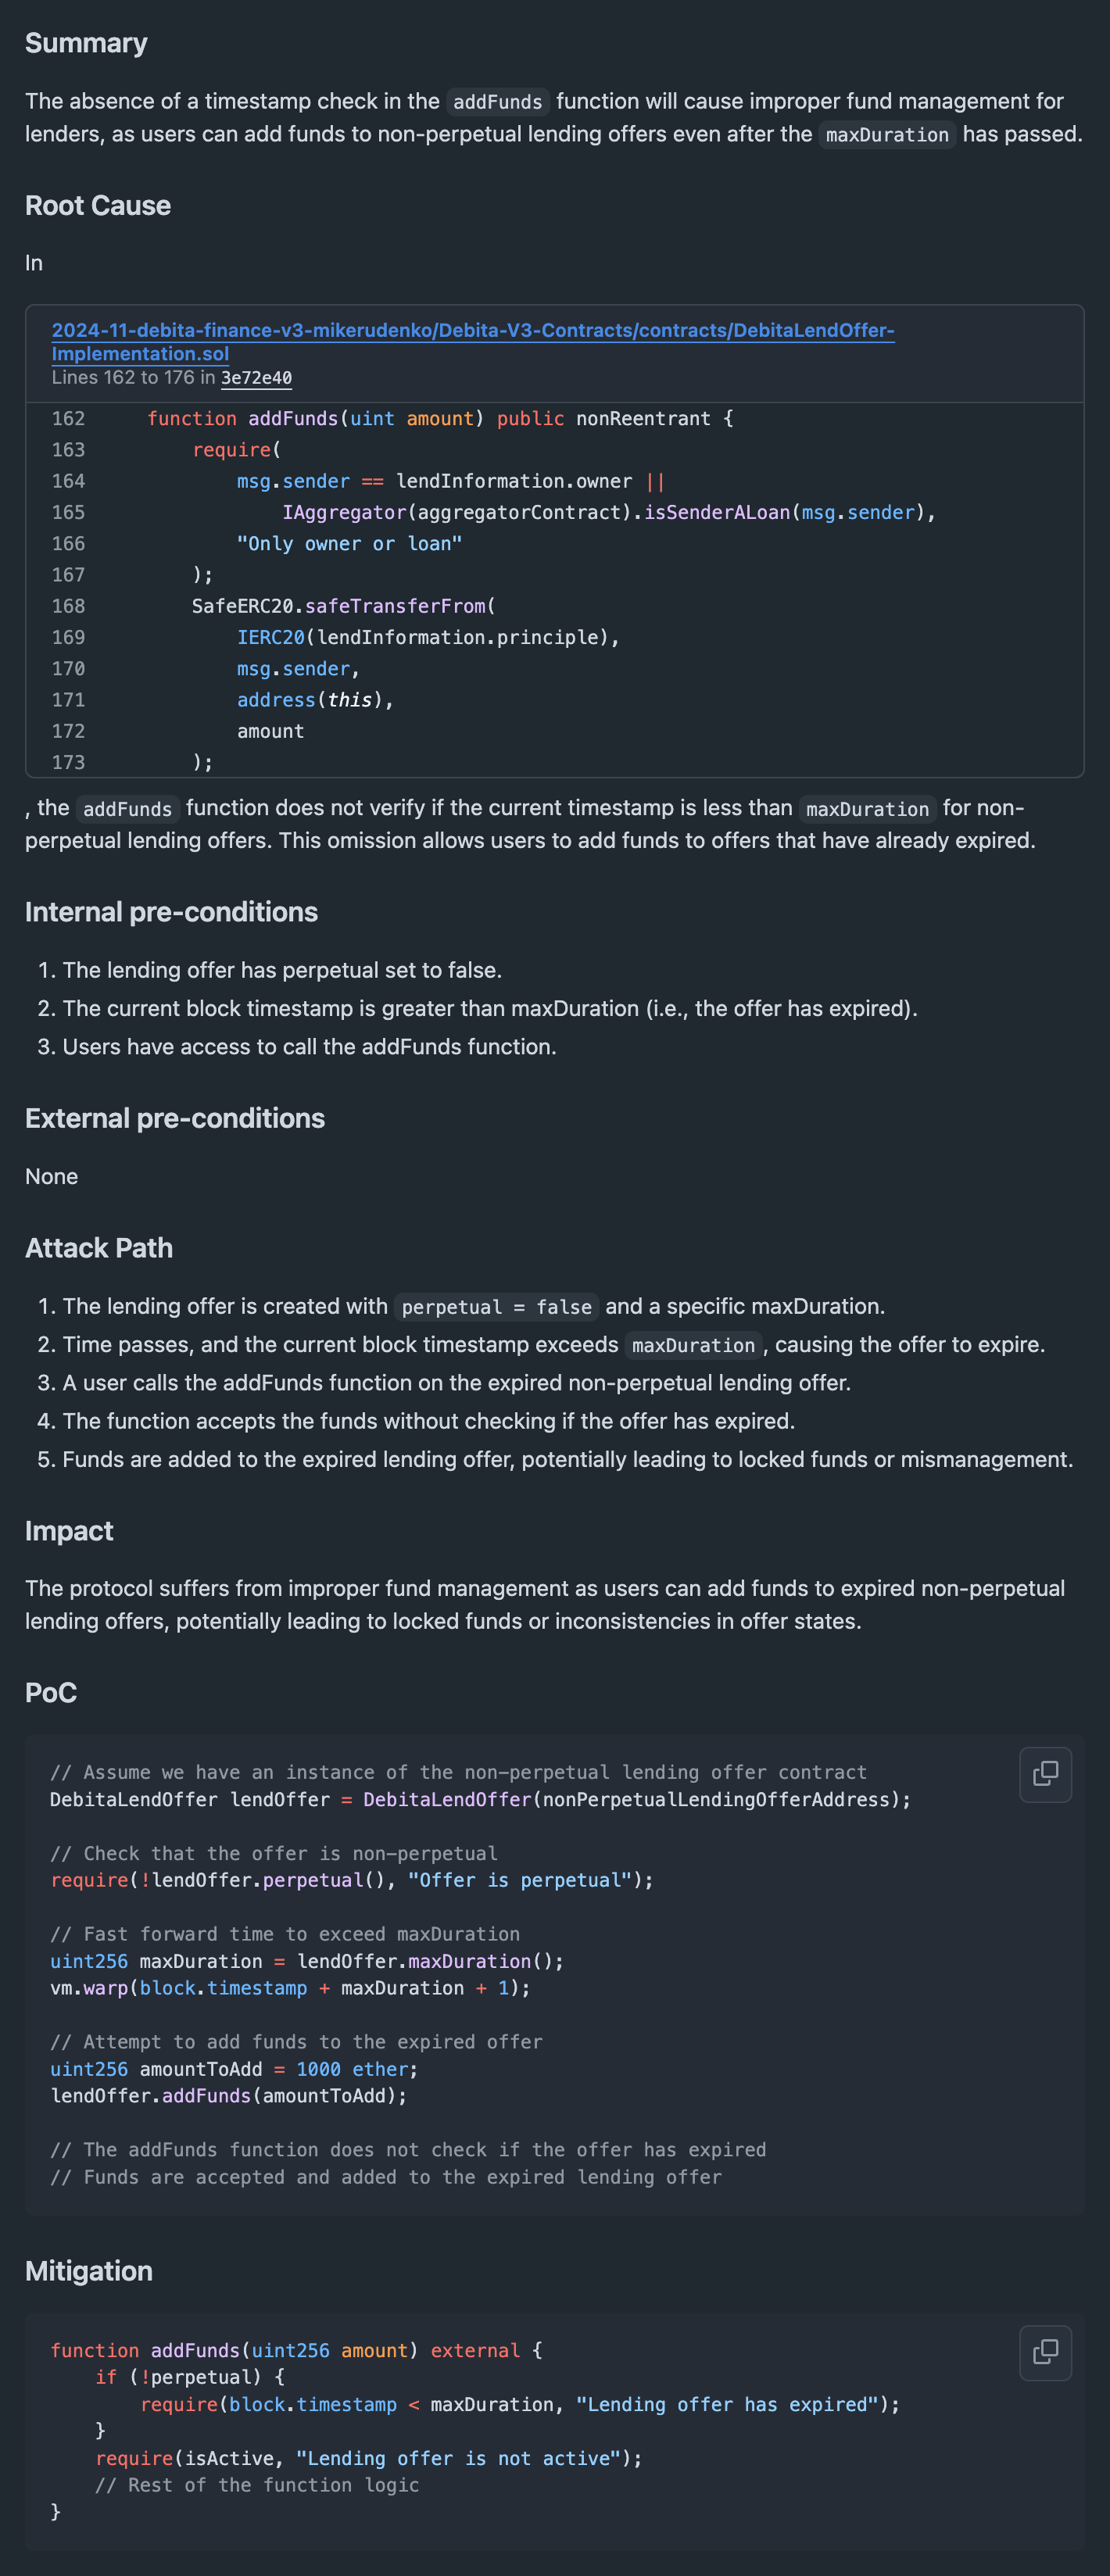 Summary
The absence of a timestamp check in the addFunds function will cause improper fund management for
lenders, as users can add funds to non-perpetual lending offers even after the maxDuration has passed.
Root Cause
In
2024-11-debita-finance-v3-mikerudenko/Debita-V3-Contracts/contracts/DebitaLendOffer-
Implementation.sol
Lines 162 to 176 in 3e72e40
162 function addFunds(uint amount) public nonReentrant {
163 require(
164 msg.sender == lendInformation.owner ||
165 IAggregator(aggregatorContract).isSenderALoan(msg.sender),
166 "Only owner or loan"
167 );
168 SafeERC20.safeTransferFrom(
169 IERC20(lendInformation.principle),
170 msg.sender,
171 address(this),
172 amount
173 );
, the addFunds function does not verify if the current timestamp is less than maxDuration for non-
perpetual lending offers. This omission allows users to add funds to offers that have already expired.
Internal pre-conditions
1. The lending offer has perpetual set to false.
2. The current block timestamp is greater than maxDuration (i.e., the offer has expired).
3. Users have access to call the addFunds function.
External pre-conditions
None
Attack Path
1. The lending offer is created with perpetual = false and a specific maxDuration.
2. Time passes, and the current block timestamp exceeds maxDuration, causing the offer to expire.
3. A user calls the addFunds function on the expired non-perpetual lending offer.
4. The function accepts the funds without checking if the offer has expired.
5. Funds are added to the expired lending offer, potentially leading to locked funds or mismanagement.
Impact
The protocol suffers from improper fund management as users can add funds to expired non-perpetual
lending offers, potentially leading to locked funds or inconsistencies in offer states.
PoC
// Assume we have an instance of the non-perpetual lending offer contract
DebitaLendOffer lendOffer = DebitaLendOffer(nonPerpetualLendingOfferAddress);
// Check that the offer is non-perpetual
require(!lendOffer.perpetual(), "Offer is perpetual");
// Fast forward time to exceed maxDuration
uint256 maxDuration = lendOffer.maxDuration();
vm.warp(block.timestamp + maxDuration + 1);
// Attempt to add funds to the expired offer
uint256 amountToAdd = 1000 ether;
lendOffer.addFunds(amountToAdd);
// The addFunds function does not check if the offer has expired
// Funds are accepted and added to the expired lending offer
Mitigation
function addFunds(uint256 amount) external {
if (!perpetual) {
require(block.timestamp < maxDuration, "Lending offer has expired");
}
require(isActive, "Lending offer is not active");
// Rest of the function logic
}